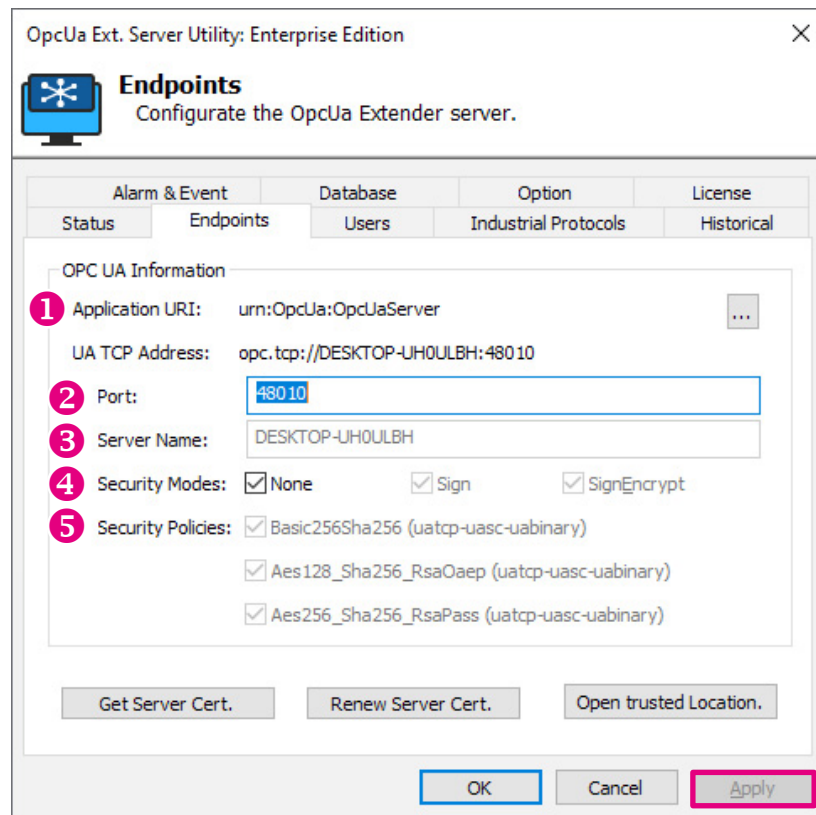 OpcUa Ext. Server Utility: Enterprise Edition
Endpoints
Configurate the OpcUa Extender server.
Alarm & Event Database Option License
Status Endpoints Users Industrial Protocols Historical
OPC UA Information
1 Application URI: urn:OpcUa:OpcUaServer ...
UA TCP Address: opc.tcp://DESKTOP-UH0ULBH:48010
2 Port: 48010
3 Server Name: DESKTOP-UH0ULBH
4 Security Modes: None Sign SignEncrypt
5 Security Policies: Basic256Sha256 (uatcp-uasc-uabinary)
Aes128_Sha256_RsaOaep (uatcp-uasc-uabinary)
Aes256_Sha256_RsaPass (uatcp-uasc-uabinary)
Get Server Cert. Renew Server Cert. Open trusted Location.
OK Cancel Apply